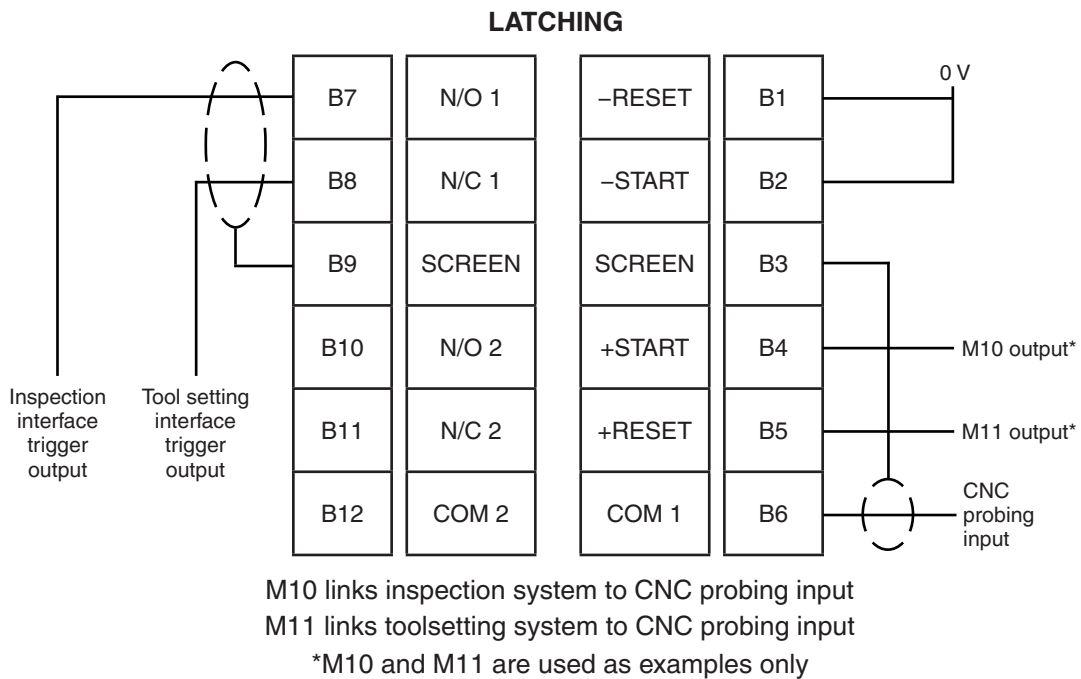 LATCHING
0 V
B7 N/O 1 –RESET B1
B8 N/C 1 –START B2
B9 SCREEN SCREEN B3
B10 N/O 2 +START B4
M10 output*
B11 N/C 2 +RESET B5
M11 output*
B12 COM 2 COM 1 B6
Inspection
interface
trigger
output
Tool setting
interface
trigger
output
CNC
probing
input
M10 links inspection system to CNC probing input
M11 links toolsetting system to CNC probing input
*M10 and M11 are used as examples only